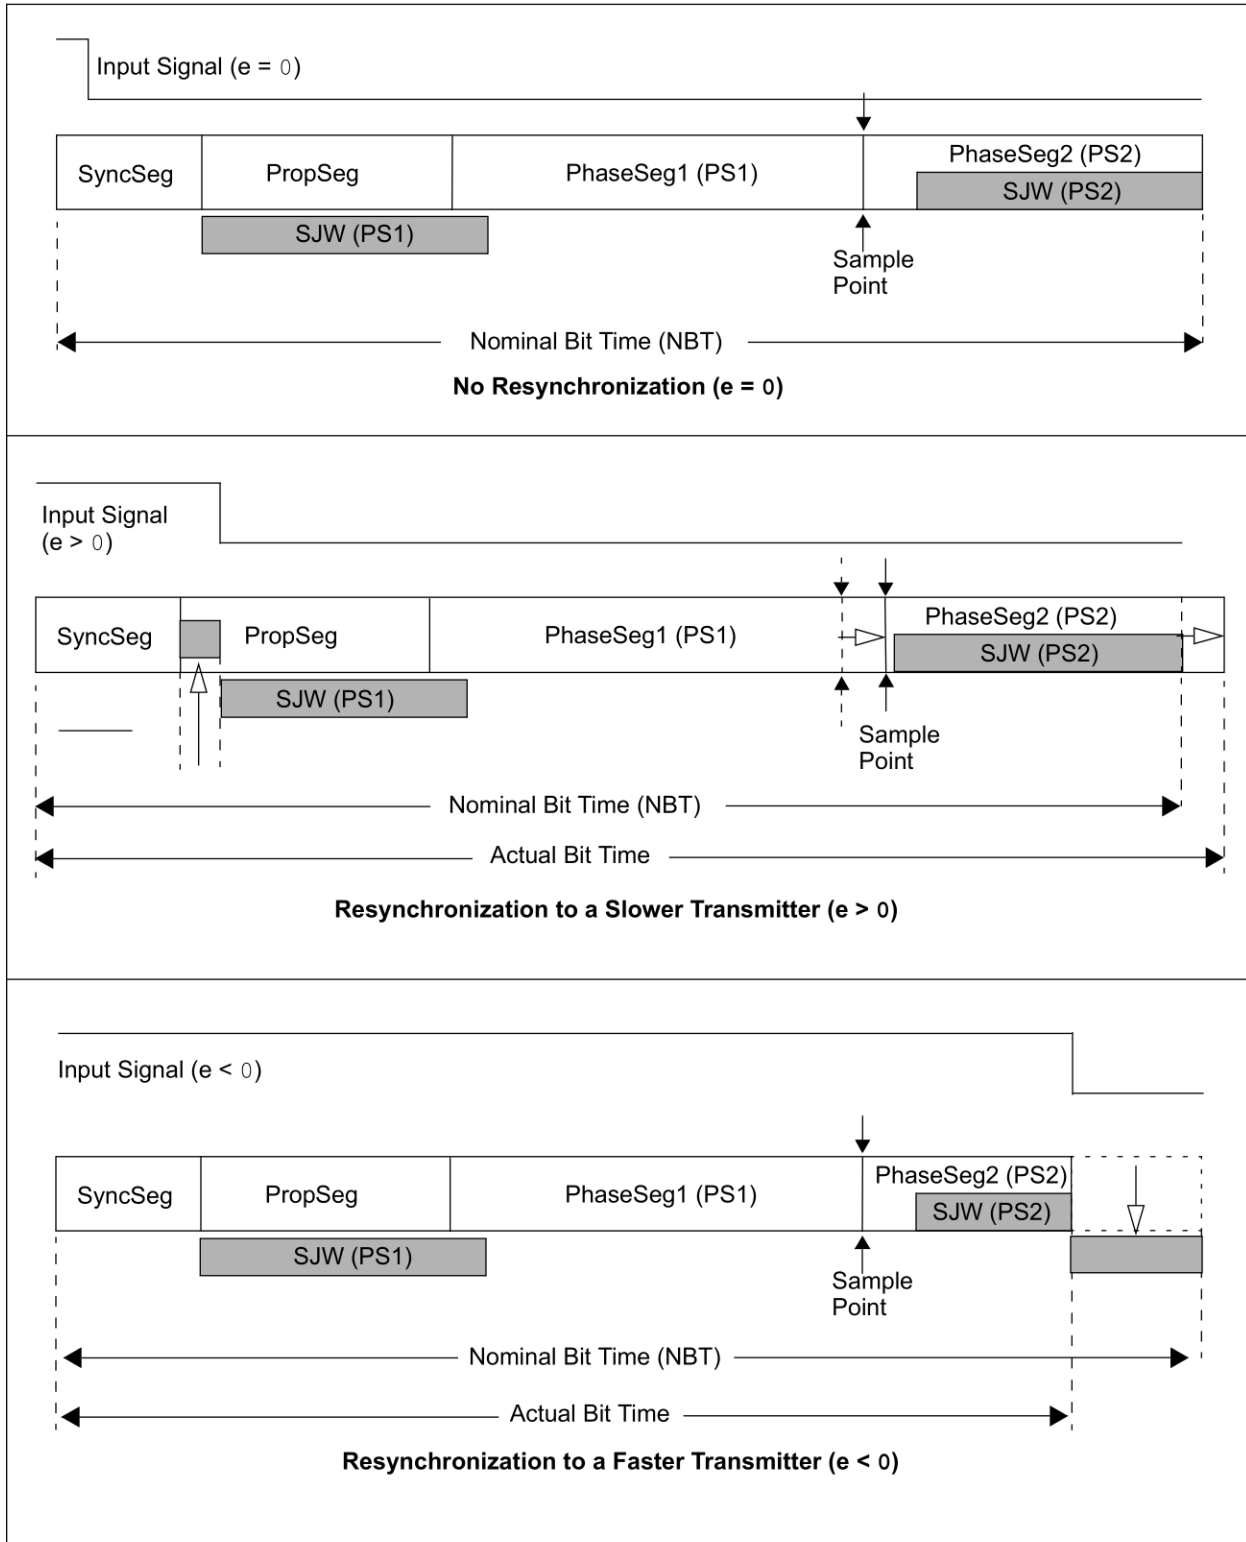 Input Signal (e = 0)
SyncSeg
PropSeg
PhaseSeg1 (PS1)
PhaseSeg2 (PS2)
SJW (PS2)
SJW (PS1)
Sample
Point
Nominal Bit Time (NBT)
No Resynchronization (e = 0)
Input Signal
(e > 0)
SyncSeg
PropSeg
PhaseSeg1 (PS1)
PhaseSeg2 (PS2)
SJW (PS2)
SJW (PS1)
Sample
Point
Nominal Bit Time (NBT)
Actual Bit Time
Resynchronization to a Slower Transmitter (e > 0)
Input Signal (e < 0)
SyncSeg
PropSeg
PhaseSeg1 (PS1)
PhaseSeg2 (PS2)
SJW (PS2)
SJW (PS1)
Sample
Point
Nominal Bit Time (NBT)
Actual Bit Time
Resynchronization to a Faster Transmitter (e < 0)